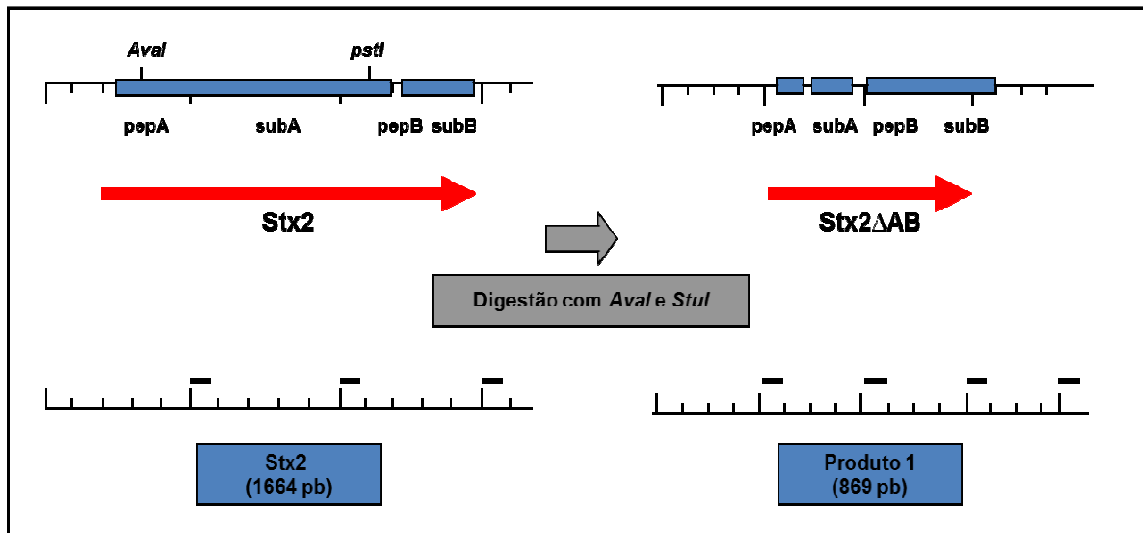 AvaI pstI
pepA subA pepB subB
pepA subA pepB subB
Stx2
Stx2ΔAB
Digestão com AvaI e StuI
Stx2
(1664 pb)
Produto 1
(869 pb)